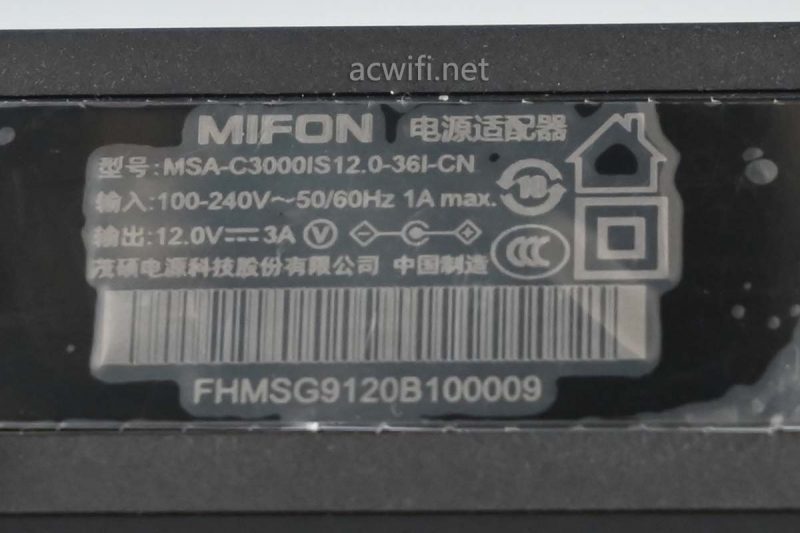 acwifi.net
MIFON 电源适配器
型号:MSA-C3000IS12.0-36I-CN
输入:100-240V～50/60Hz 1A max.
输出:12.0V⎓3A V
茂硕电源科技股份有限公司 中国制造
10
CCC
FHMSG9120B100009